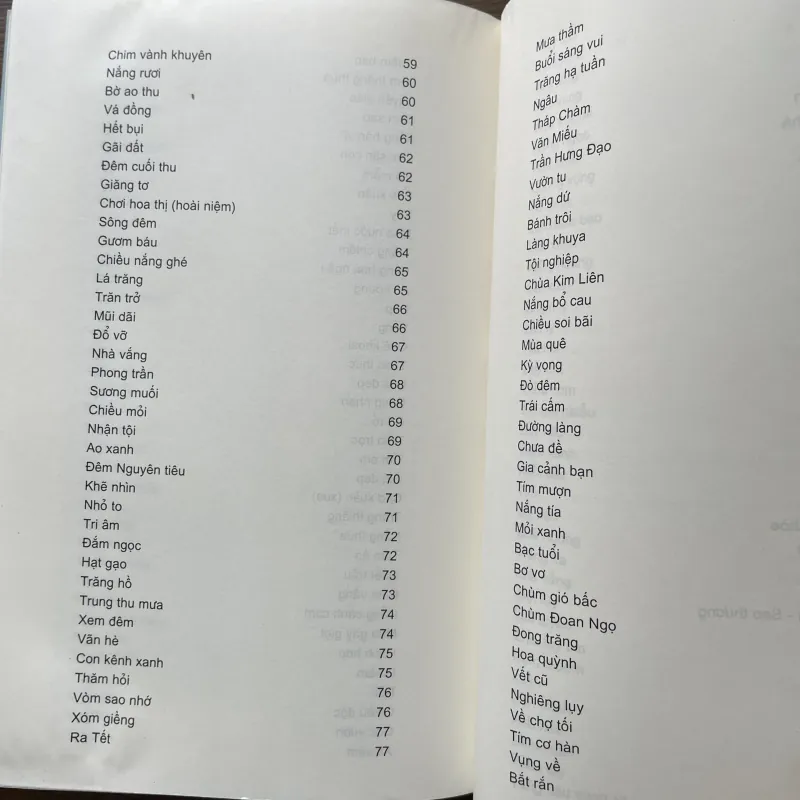 Chim vành khuyên 59
Nắng rươi 60
Bờ ao thu 60
Vá đồng 61
Hết bụi 61
Gãi đất 62
Đêm cuối thu 62
Giăng tơ 63
Chơi hoa thị (hoài niệm) 63
Sông đêm 64
Gươm báu 64
Chiều nắng ghé 65
Lá trăng 65
Trăn trở 66
Mũi dãi 66
Đổ vỡ 67
Nhà vắng 67
Phong trần 68
Sương muối 68
Chiều mỏi 69
Nhận tội 69
Ao xanh 70
Đêm Nguyên tiêu 70
Khẽ nhìn 71
Nhỏ to 71
Tri âm 72
Đắm ngọc 72
Hạt gạo 73
Trăng hồ 73
Trung thu mưa 74
Xem đêm 74
Vãn hè 75
Con kênh xanh 75
Thăm hỏi 76
Vòm sao nhớ 76
Xóm giềng 77
Ra Tết 77
Mưa thầm
Buổi sáng vui
Trăng hạ tuần
Ngâu
Tháp Chàm
Văn Miếu
Trần Hưng Đạo
Vườn tu
Nắng dứ
Bánh trôi
Làng khuya
Tội nghiệp
Chùa Kim Liên
Nắng bổ cau
Chiều soi bãi
Mùa quê
Kỳ vọng
Đò đêm
Trái cấm
Đường làng
Chưa đề
Gia cảnh bạn
Tím mượn
Nắng tía
Mỏi xanh
Bạc tuổi
Bơ vơ
Chùm gió bấc
Chùm Đoan Ngọ
Đong trăng
Hoa quỳnh
Vết cũ
Nghiêng lụy
Về chợ tối
Tím cơ hàn
Vụng về
Bắt rắn